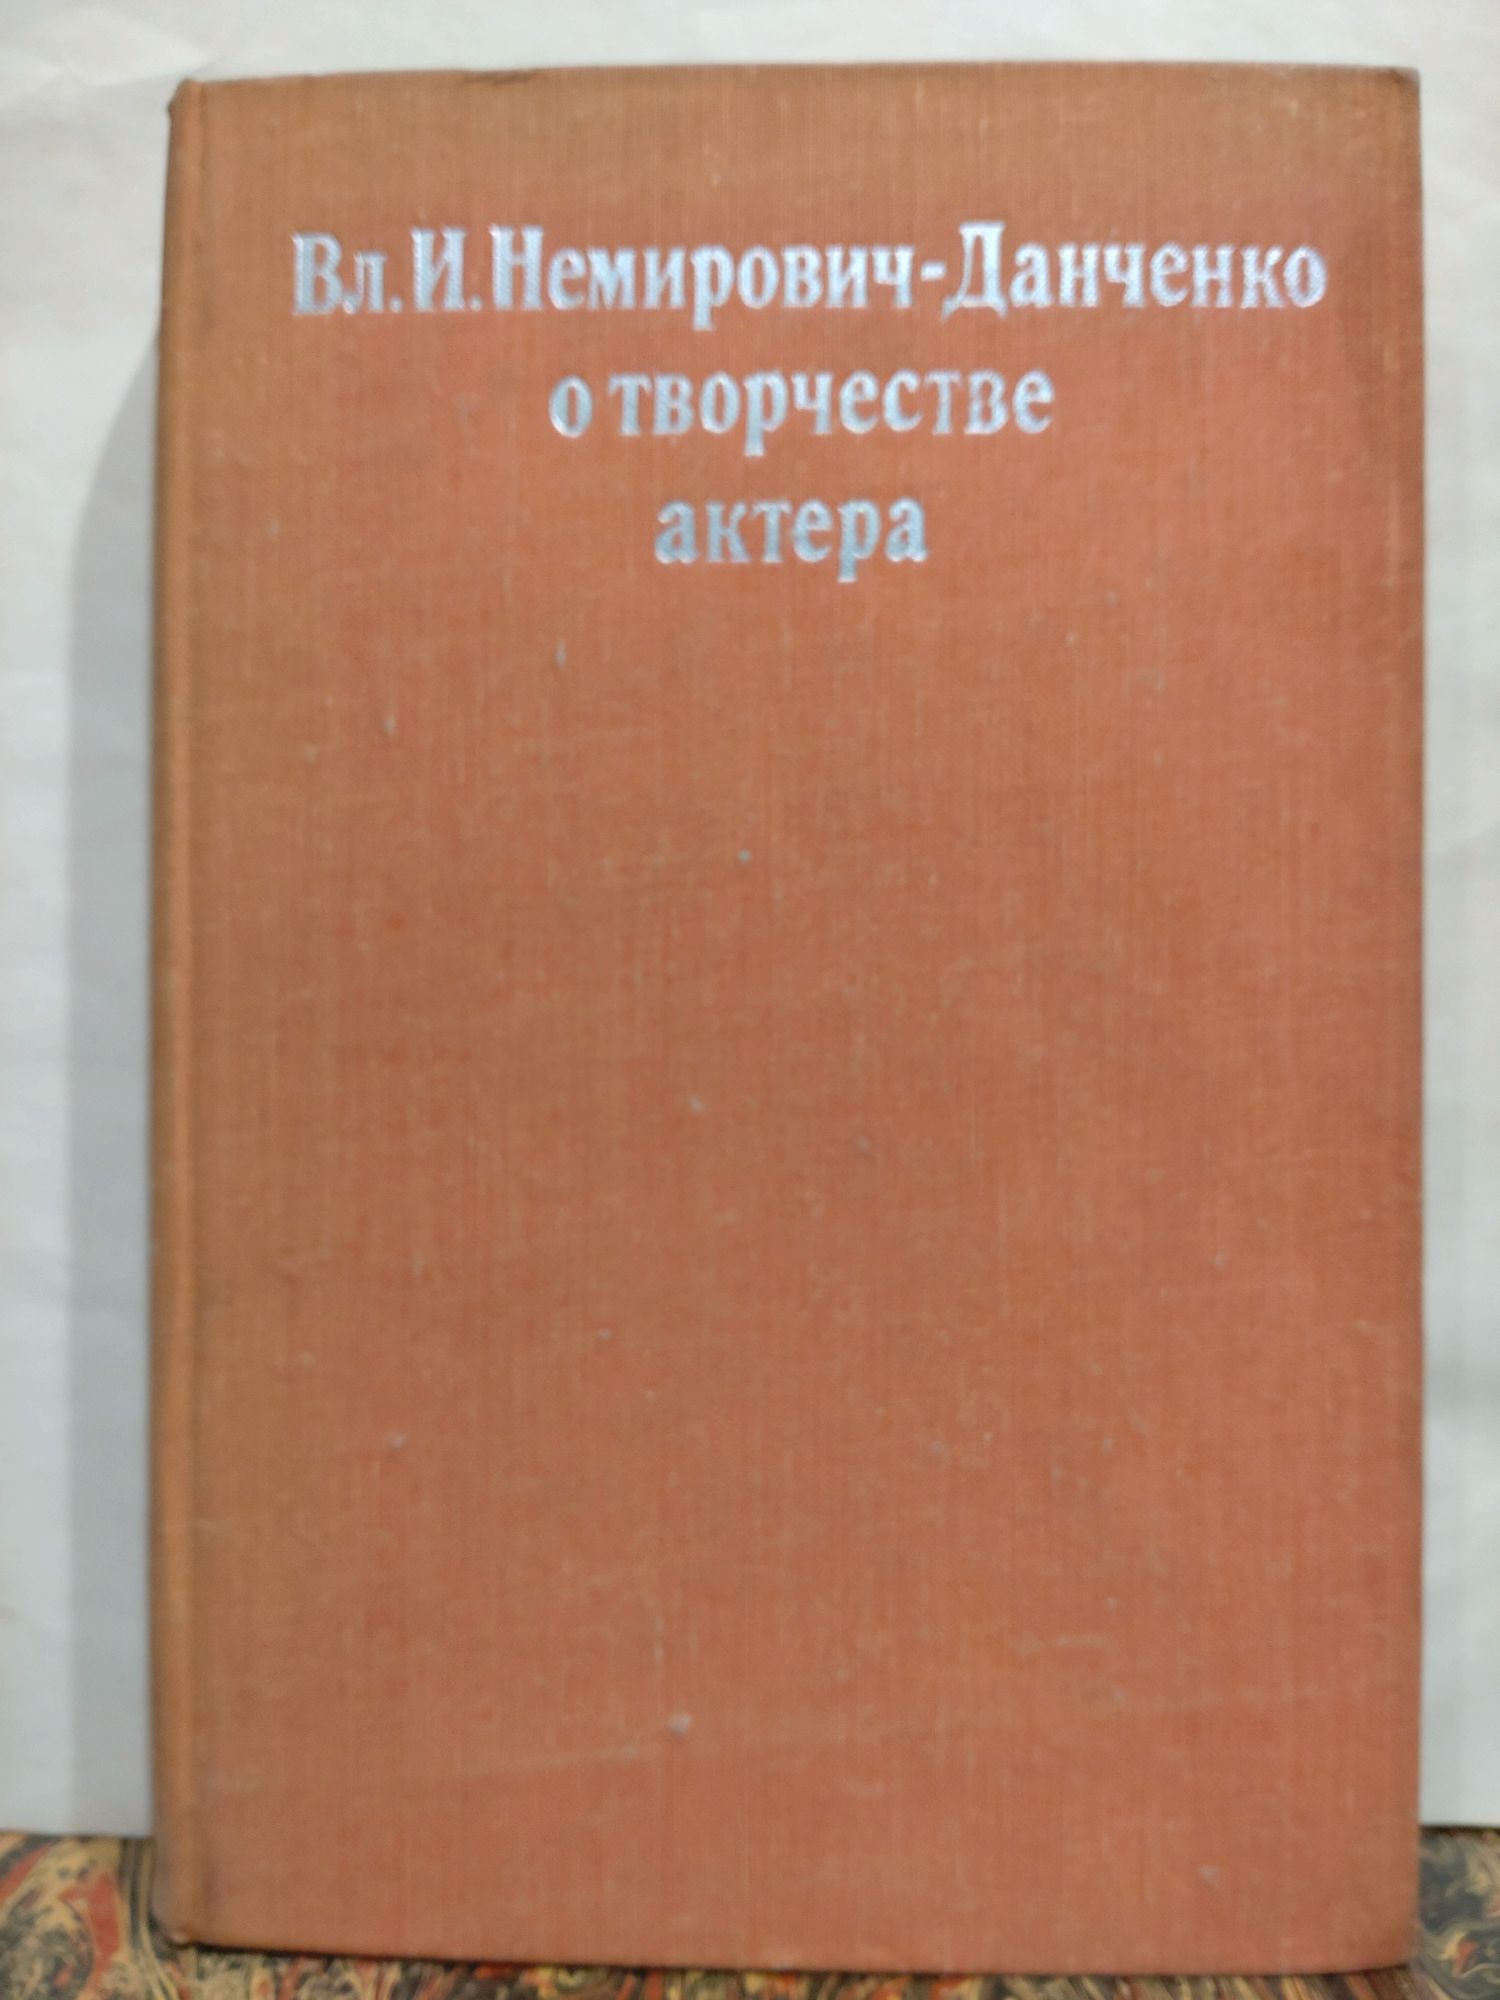 Вл.И.Немирович-Данченко
о творчестве
актера